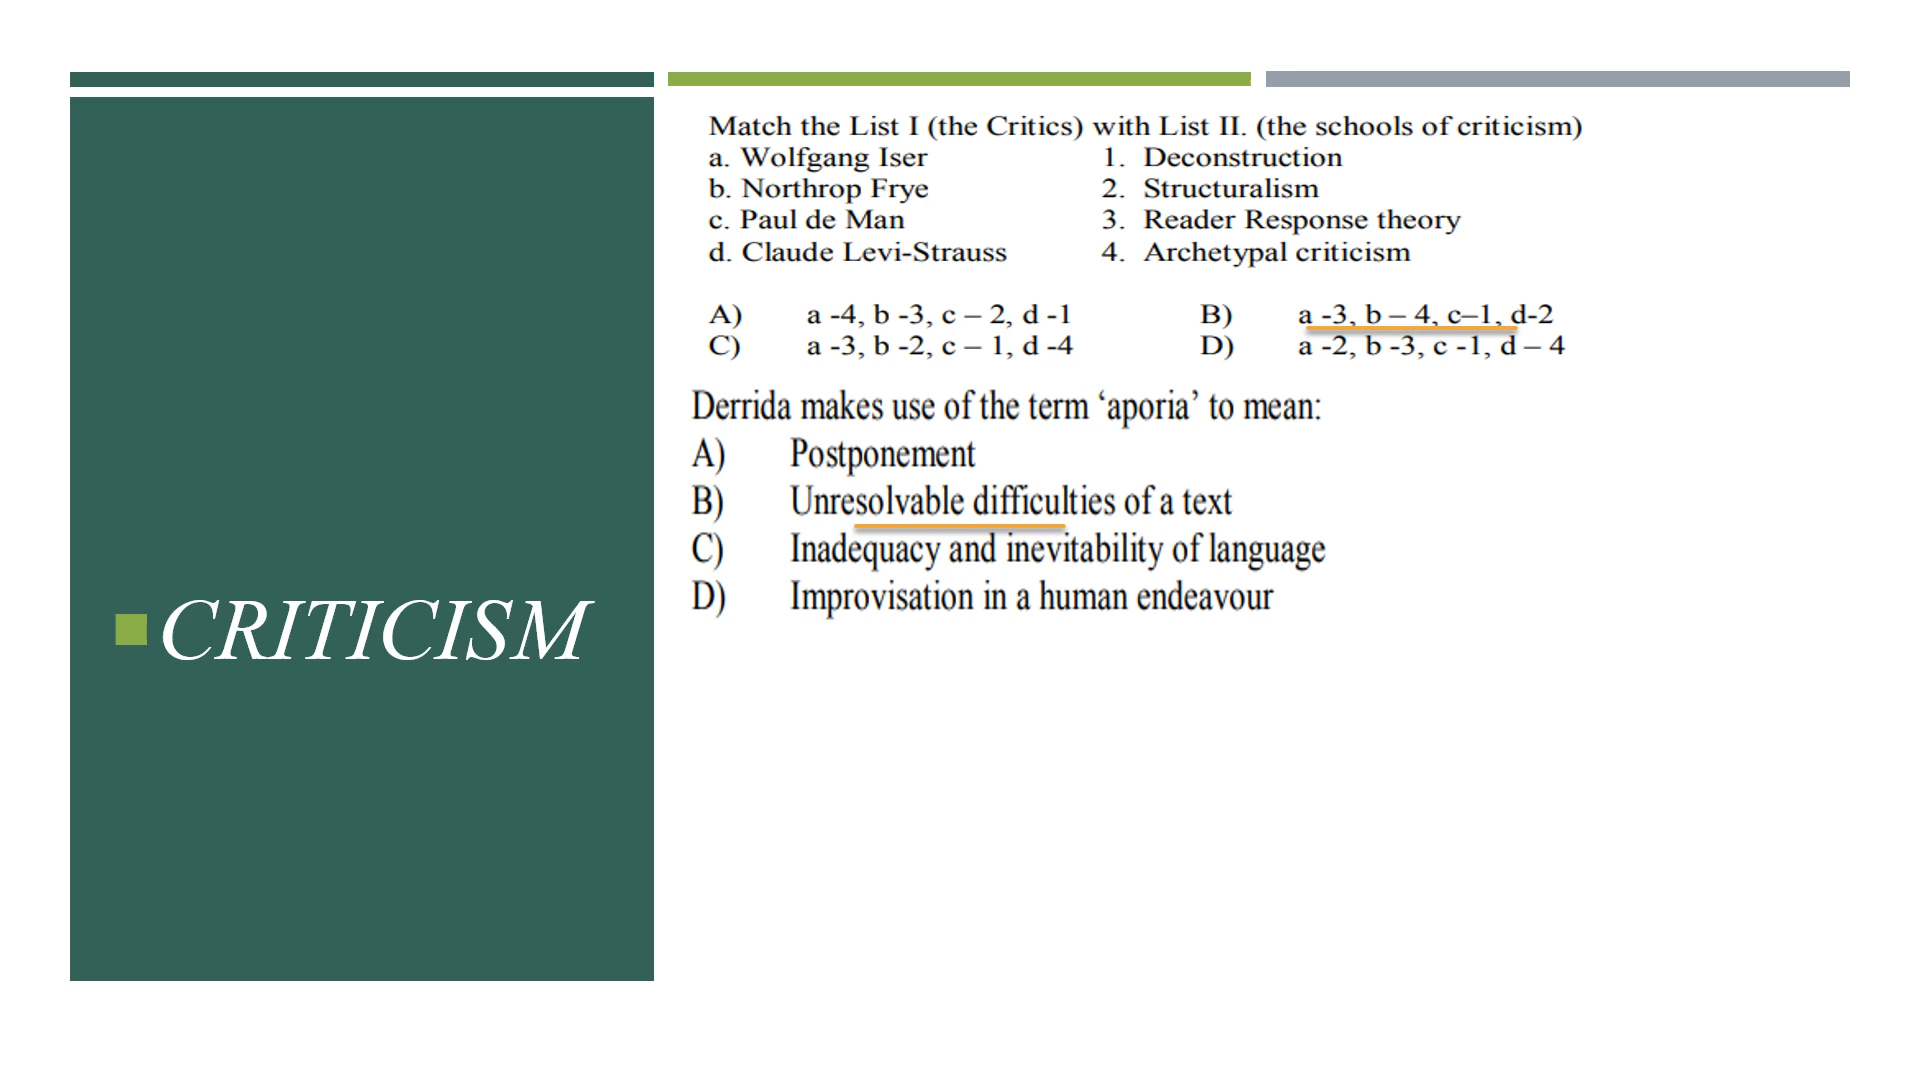 CRITICISM
Match the List I (the Critics) with List II. (the schools of criticism)
a. Wolfgang Iser 1. Deconstruction
b. Northrop Frye 2. Structuralism
c. Paul de Man 3. Reader Response theory
d. Claude Levi-Strauss 4. Archetypal criticism
A) a -4, b -3, c – 2, d -1 B) a -3, b – 4, c–1, d-2
C) a -3, b -2, c – 1, d -4 D) a -2, b -3, c -1, d – 4
Derrida makes use of the term ‘aporia’ to mean:
A) Postponement
B) Unresolvable difficulties of a text
C) Inadequacy and inevitability of language
D) Improvisation in a human endeavour